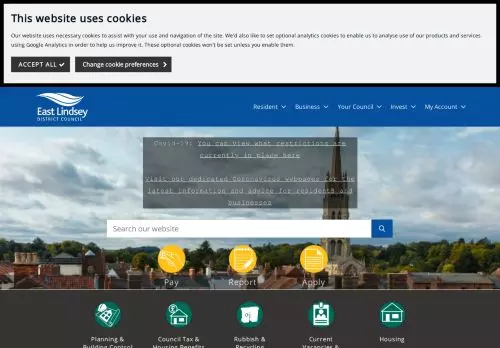 This website uses cookies
Our website uses necessary cookies to assist with your use and navigation of the site. We'd also like to set optional analytics cookies to enable us to analyse use of our products and services
using Google Analytics in order to help us improve it. These optional cookies won't be set unless you enable them.
ACCEPT ALL ✔ Change cookie preferences
East Lindsey
DISTRICT COUNCIL
Resident Business Your Council Invest My Account
Covid-19: You can view what restrictions are
currently in place here
Visit our dedicated Coronavirus webpages for the
latest information and advice for residents and
businesses
Search our website
Pay Report Apply
Planning & Council Tax & Rubbish & Current Housing
Building Control Housing Benefits Recycling Vacancies &